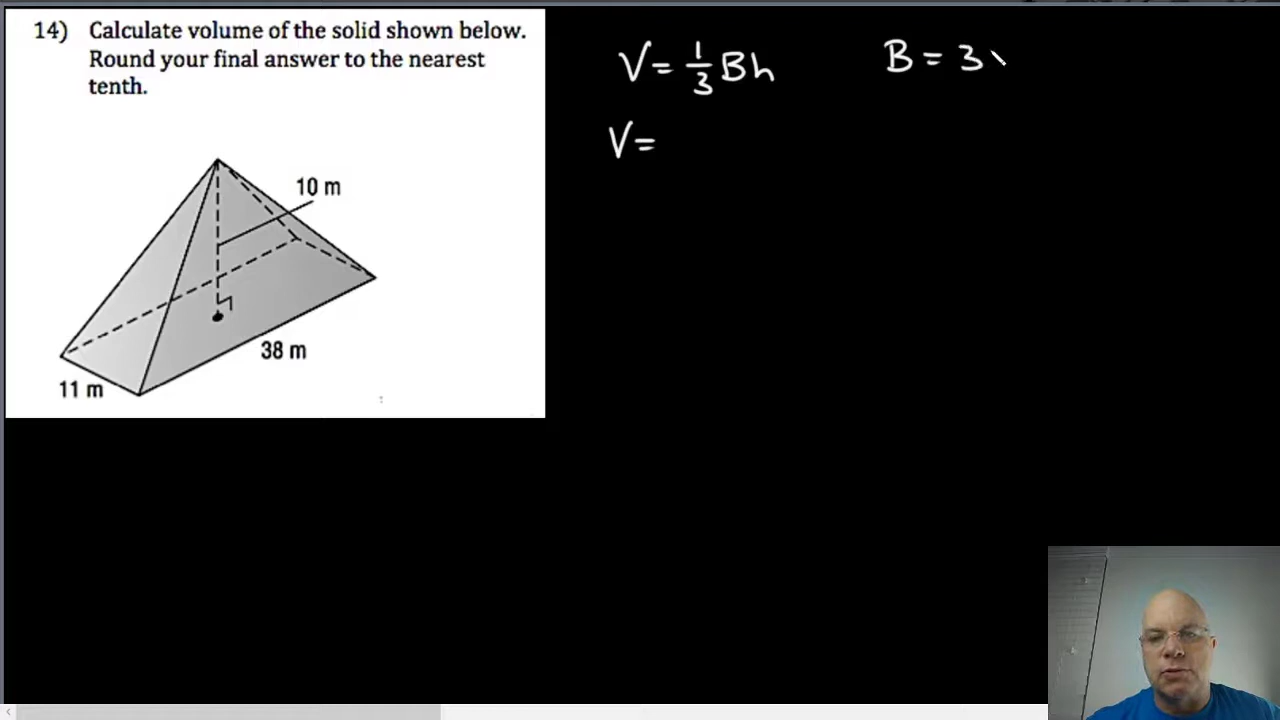 14) Calculate volume of the solid shown below.
Round your final answer to the nearest
tenth.
10 m
38 m
11 m
V = 1/3 Bh
V =
B = 3